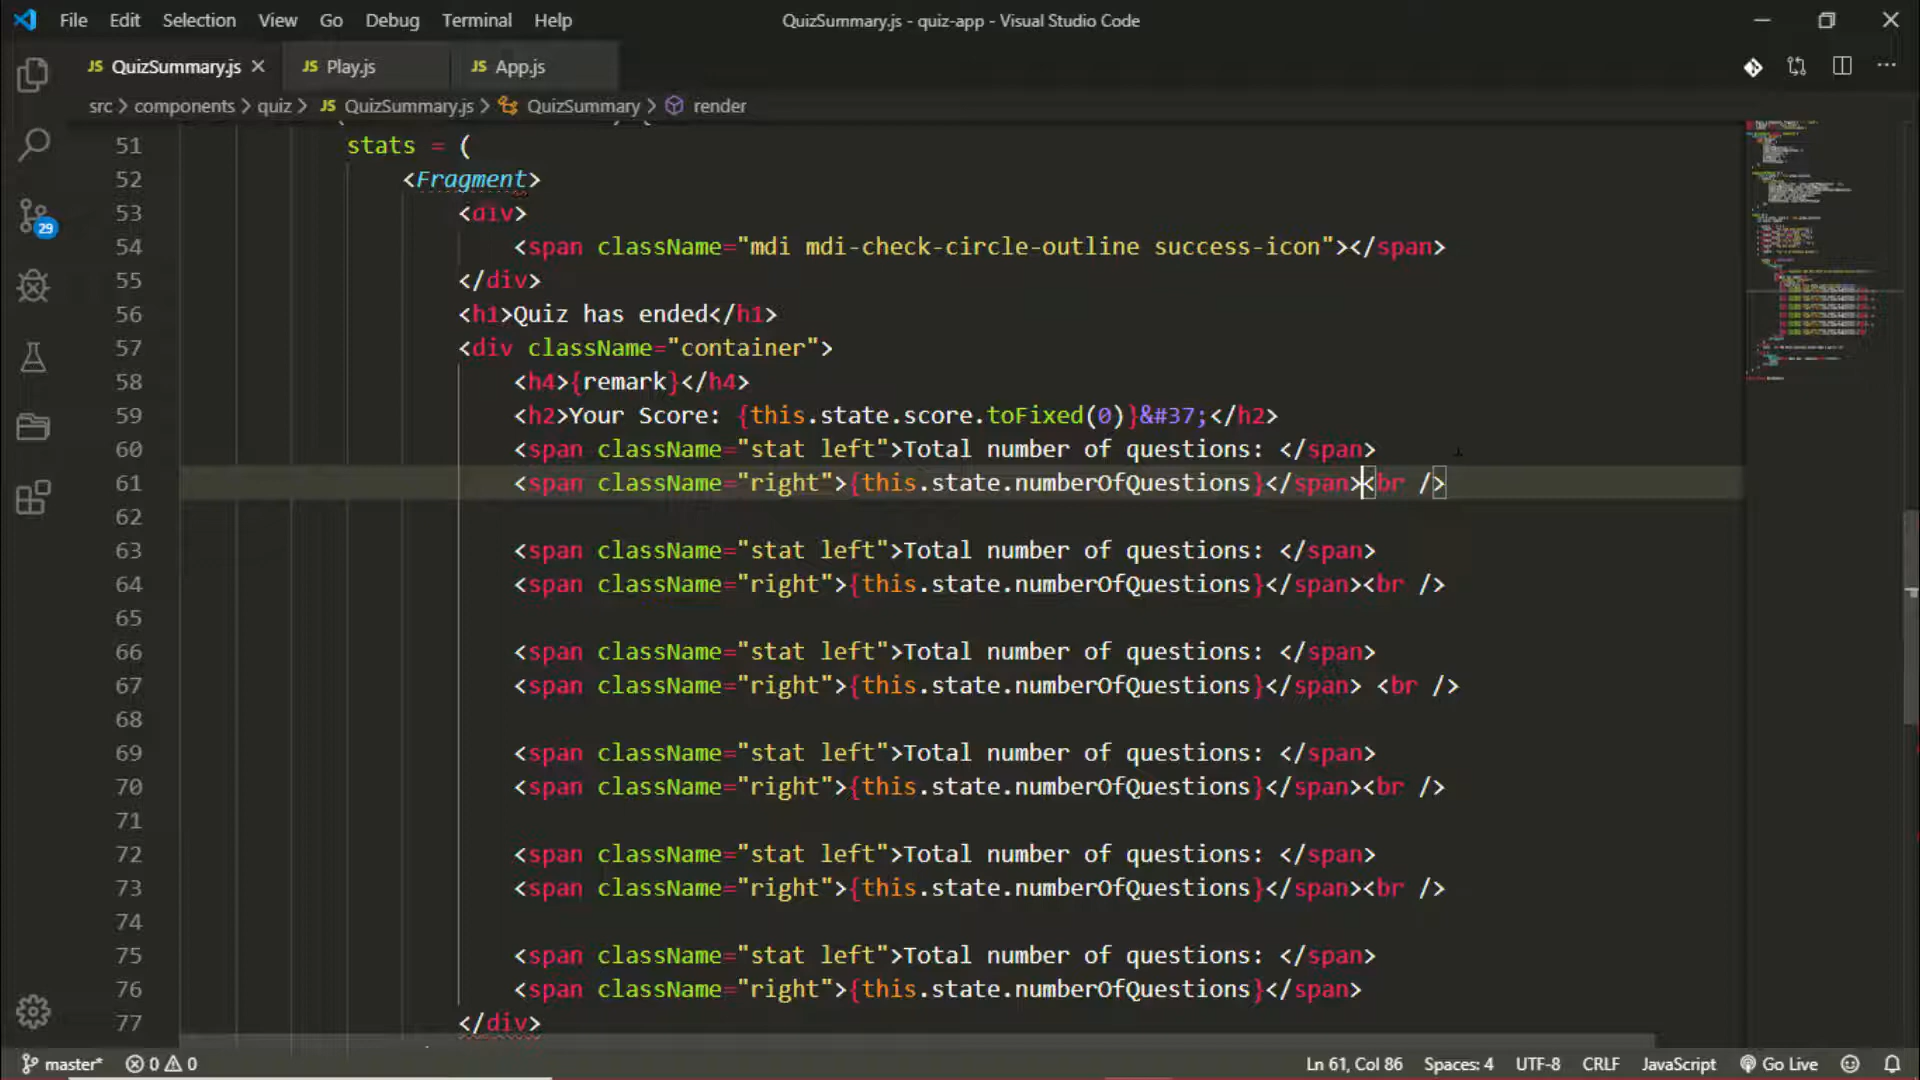 File Edit Selection View Go Debug Terminal Help QuizSummary.js - quiz-app - Visual Studio Code
JS QuizSummary.js JS Play.js JS App.js
src > components > quiz > JS QuizSummary.js > QuizSummary > render
51 stats = (
52 <Fragment>
53 <div>
54 <span className="mdi mdi-check-circle-outline success-icon"></span>
55 </div>
56 <h1>Quiz has ended</h1>
57 <div className="container">
58 <h4>{remark}</h4>
59 <h2>Your Score: {this.state.score.toFixed(0)}&#37;</h2>
60 <span className="stat left">Total number of questions: </span>
61 <span className="right">{this.state.numberOfQuestions}</span><br />
62
63 <span className="stat left">Total number of questions: </span>
64 <span className="right">{this.state.numberOfQuestions}</span><br />
65
66 <span className="stat left">Total number of questions: </span>
67 <span className="right">{this.state.numberOfQuestions}</span> <br />
68
69 <span className="stat left">Total number of questions: </span>
70 <span className="right">{this.state.numberOfQuestions}</span><br />
71
72 <span className="stat left">Total number of questions: </span>
73 <span className="right">{this.state.numberOfQuestions}</span><br />
74
75 <span className="stat left">Total number of questions: </span>
76 <span className="right">{this.state.numberOfQuestions}</span>
77 </div>
29
master* 0 0 Ln 61, Col 86 Spaces: 4 UTF-8 CRLF JavaScript Go Live